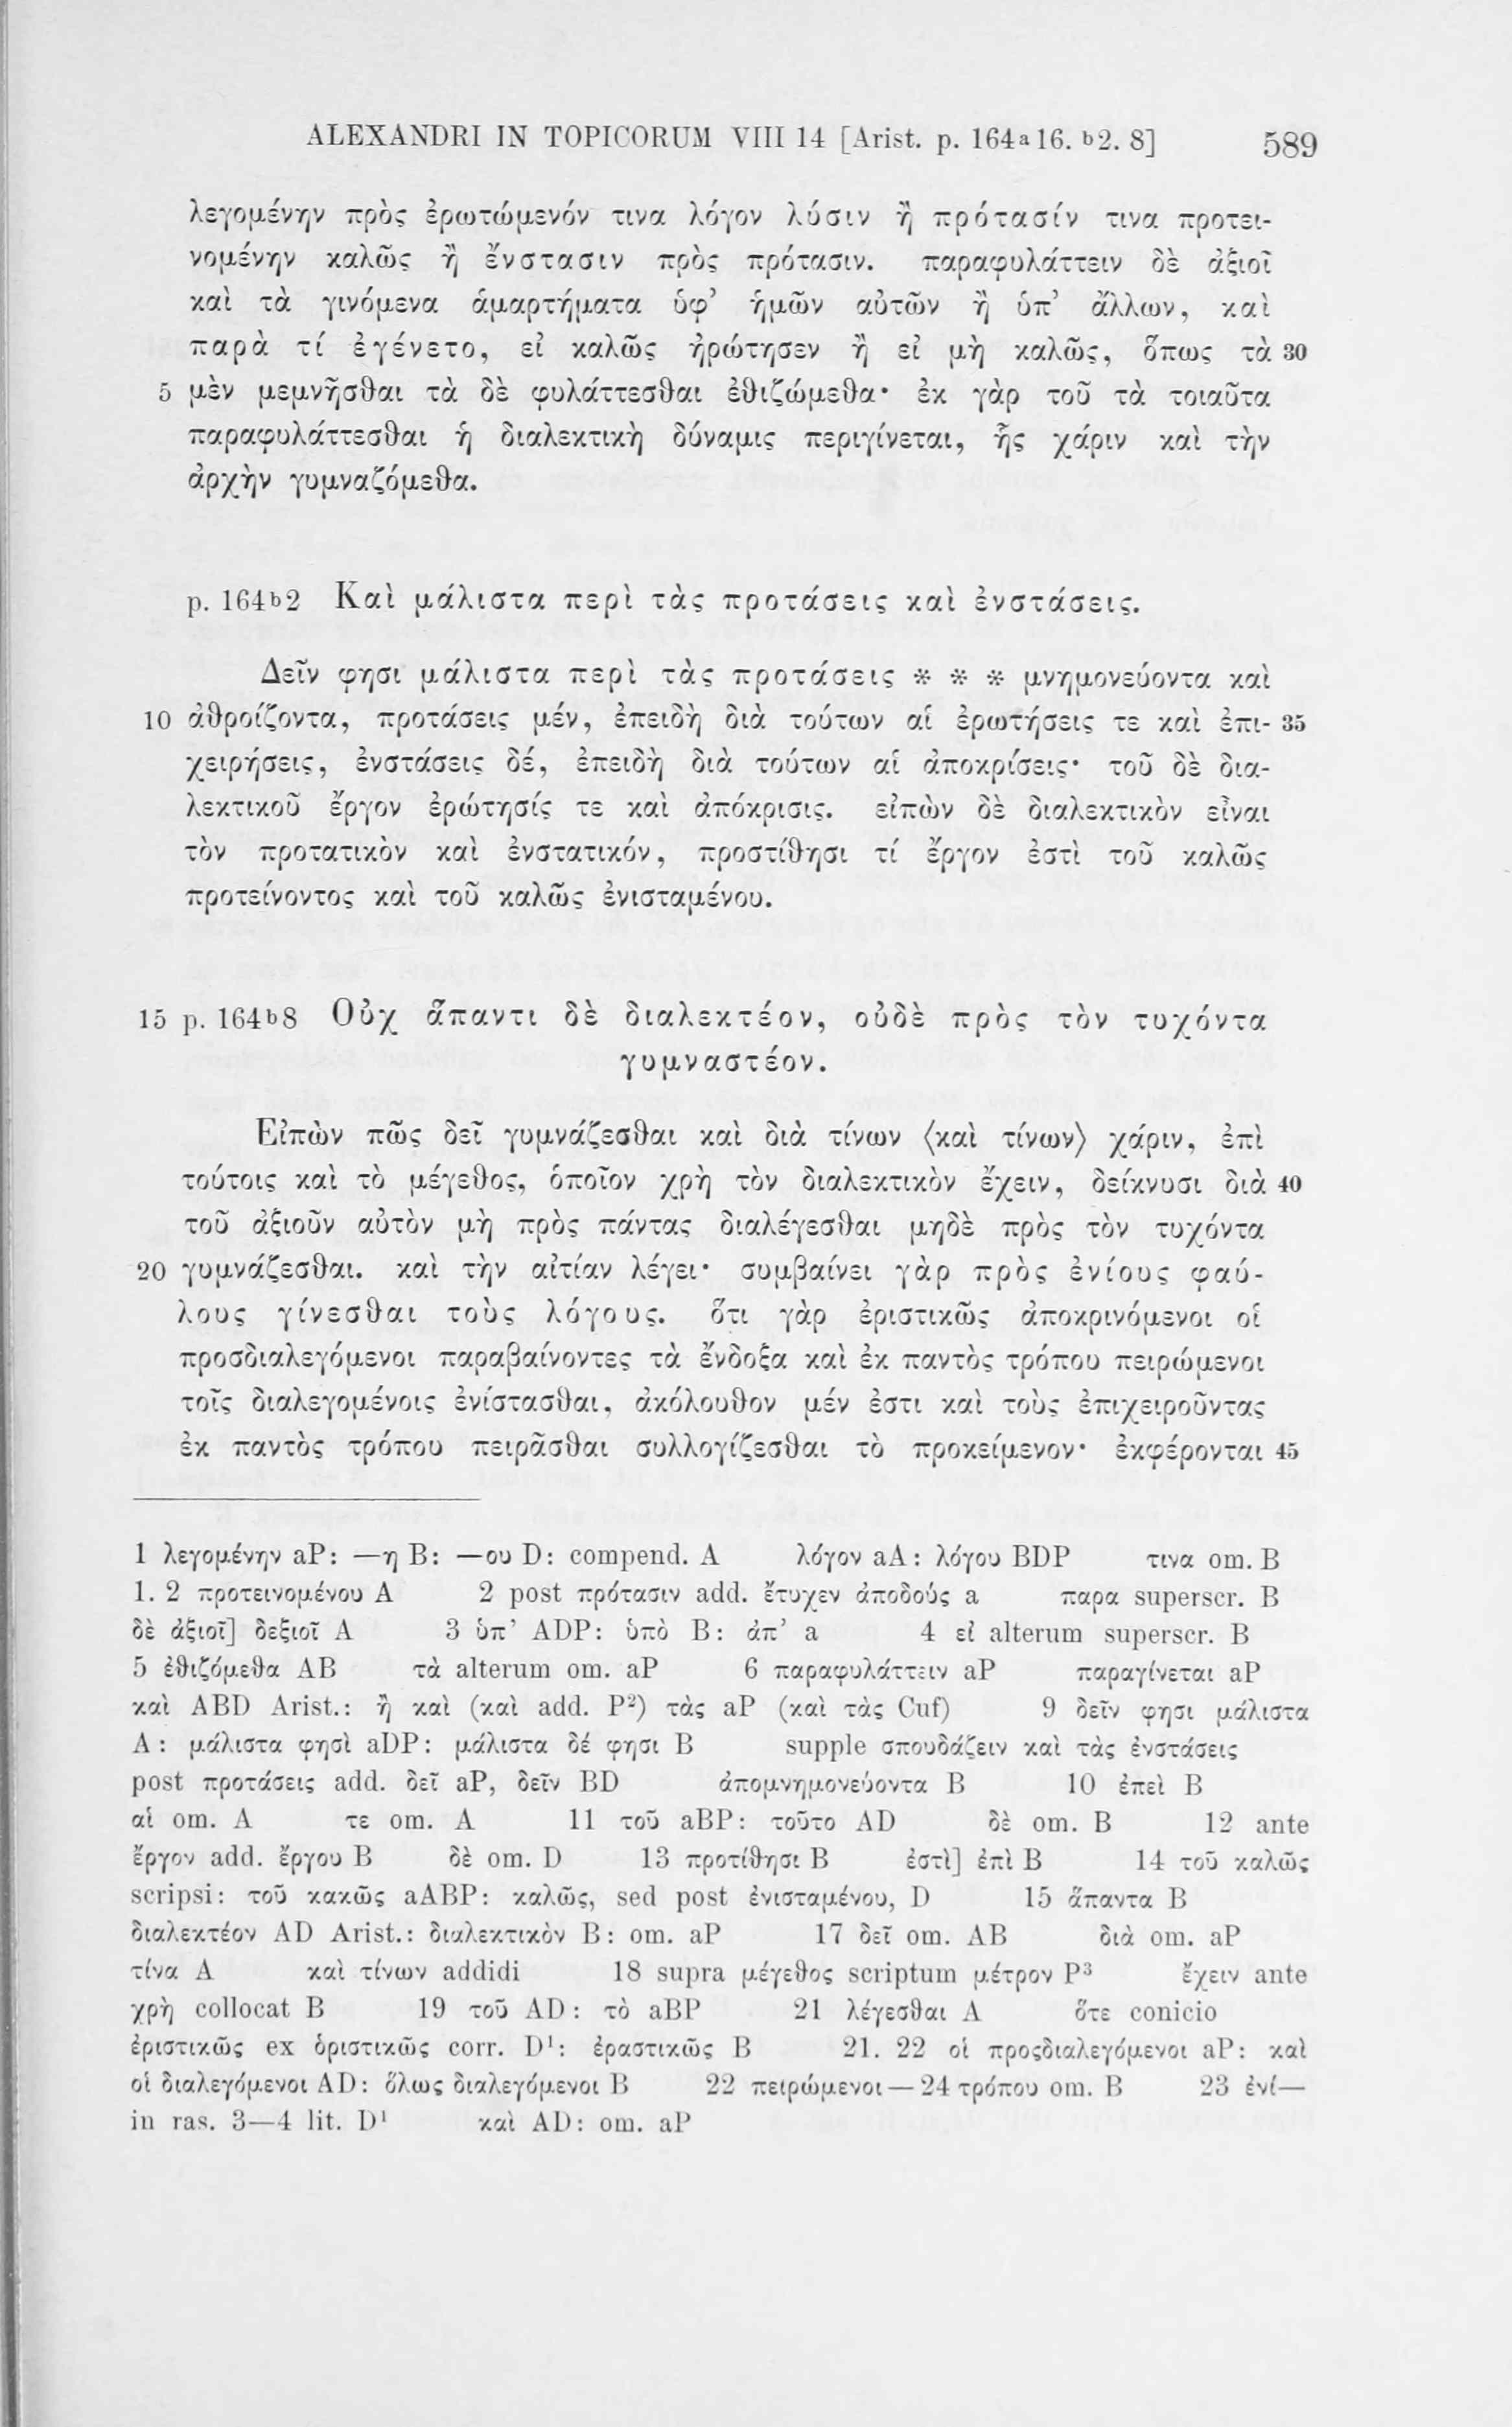 ALEXANDRI IN TOPICORUM VIII 14 [Arist. p. 164a16. b2. 8] 589
λεγομένην πρὸς ἐρωτώμενόν τινα λόγον λύσιν ἢ πρότασίν τινα προτει-
νομένην καλῶς ἢ ἔνστασιν πρὸς πρότασιν. παραφυλάττειν δὲ ἀξιοῖ
καὶ τὰ γινόμενα ἁμαρτήματα ὑφ’ ἡμῶν αὐτῶν ἢ ὑπ’ ἄλλων, καὶ
παρὰ τί ἐγένετο, εἰ καλῶς ἠρώτησεν ἢ εἰ μὴ καλῶς, ὅπως τὰ 30
5 μὲν μεμνῆσθαι τὰ δὲ φυλάττεσθαι ἐθιζώμεθα· ἐκ γὰρ τοῦ τὰ τοιαῦτα
παραφυλάττεσθαι ἡ διαλεκτικὴ δύναμις περιγίνεται, ἧς χάριν καὶ τὴν
ἀρχὴν γυμναζόμεθα.
p. 164b2 Καὶ μάλιστα περὶ τὰς προτάσεις καὶ ἐνστάσεις.
Δεῖν φησι μάλιστα περὶ τὰς προτάσεις * * * μνημονεύοντα καὶ
10 ἀθροίζοντα, προτάσεις μέν, ἐπειδὴ διὰ τούτων αἱ ἐρωτήσεις τε καὶ ἐπι- 35
χειρήσεις, ἐνστάσεις δέ, ἐπειδὴ διὰ τούτων αἱ ἀποκρίσεις· τοῦ δὲ δια-
λεκτικοῦ ἔργον ἐρώτησίς τε καὶ ἀπόκρισις. εἰπὼν δὲ διαλεκτικὸν εἶναι
τὸν προτατικὸν καὶ ἐνστατικόν, προστίθησι τί ἔργον ἐστὶ τοῦ καλῶς
προτείνοντος καὶ τοῦ καλῶς ἐνισταμένου.
15 p. 164b8 Οὐχ ἅπαντι δὲ διαλεκτέον, οὐδὲ πρὸς τὸν τυχόντα
γυμναστέον.
Εἰπὼν πῶς δεῖ γυμνάζεσθαι καὶ διὰ τίνων ⟨καὶ τίνων⟩ χάριν, ἐπὶ
τούτοις καὶ τὸ μέγεθος, ὁποῖον χρὴ τὸν διαλεκτικὸν ἔχειν, δείκνυσι διὰ 40
τοῦ ἀξιοῦν αὐτὸν μὴ πρὸς πάντας διαλέγεσθαι μηδὲ πρὸς τὸν τυχόντα
20 γυμνάζεσθαι. καὶ τὴν αἰτίαν λέγει· συμβαίνει γὰρ πρὸς ἐνίους φαύ-
λους γίνεσθαι τοὺς λόγους. ὅτι γὰρ ἐριστικῶς ἀποκρινόμενοι οἱ
προσδιαλεγόμενοι παραβαίνοντες τὰ ἔνδοξα καὶ ἐκ παντὸς τρόπου πειρώμενοι
τοῖς διαλεγομένοις ἐνίστασθαι, ἀκόλουθον μέν ἐστι καὶ τοὺς ἐπιχειροῦντας
ἐκ παντὸς τρόπου πειρᾶσθαι συλλογίζεσθαι τὸ προκείμενον· ἐκφέρονται 45
1 λεγομένην aP: —η B: —ου D: compend. A λόγον aA: λόγου BDP τινα om. B
1. 2 προτεινομένου A 2 post πρότασιν add. ἔτυχεν ἀποδούς a παρα superscr. B
δὲ ἀξιοῖ] δεξιοῖ A 3 ὑπ’ ADP: ὑπὸ B: ἀπ’ a 4 εἰ alterum superscr. B
5 ἐθιζόμεθα AB τὰ alterum om. aP 6 παραφυλάττειν aP παραγίνεται aP
καὶ ABD Arist.: ἢ καὶ (καὶ add. P2) τὰς aP (καὶ τὰς Cuf) 9 δεῖν φησι μάλιστα
A: μάλιστα φησὶ aDP: μάλιστα δέ φησι B supple σπουδάζειν καὶ τὰς ἐνστάσεις
post προτάσεις add. δεῖ aP, δεῖν BD ἀπομνημονεύοντα B 10 ἐπεὶ B
αἱ om. A τε om. A 11 τοῦ aBP: τοῦτο AD δὲ om. B 12 ante
ἔργον add. ἔργου B δὲ om. D 13 προτίθησι B ἐστὶ] ἐπὶ B 14 τοῦ καλῶς
scripsi: τοῦ κακῶς aABP: καλῶς, sed post ἐνισταμένου, D 15 ἅπαντα B
διαλεκτέον AD Arist.: διαλεκτικὸν B: om. aP 17 δεῖ om. AB διὰ om. aP
τίνα A καὶ τίνων addidi 18 supra μέγεθος scriptum μέτρον P3 ἔχειν ante
χρὴ collocat B 19 τοῦ AD: τὸ aBP 21 λέγεσθαι A ὅτε conicio
ἐριστικῶς ex ὁριστικῶς corr. D1: ἐραστικῶς B 21. 22 οἱ προςδιαλεγόμενοι aP: καὶ
οἱ διαλεγόμενοι AD: ὅλως διαλεγόμενοι B 22 πειρώμενοι — 24 τρόπου om. B 23 ἐνί—
in ras. 3—4 lit. D1 καὶ AD: om. aP